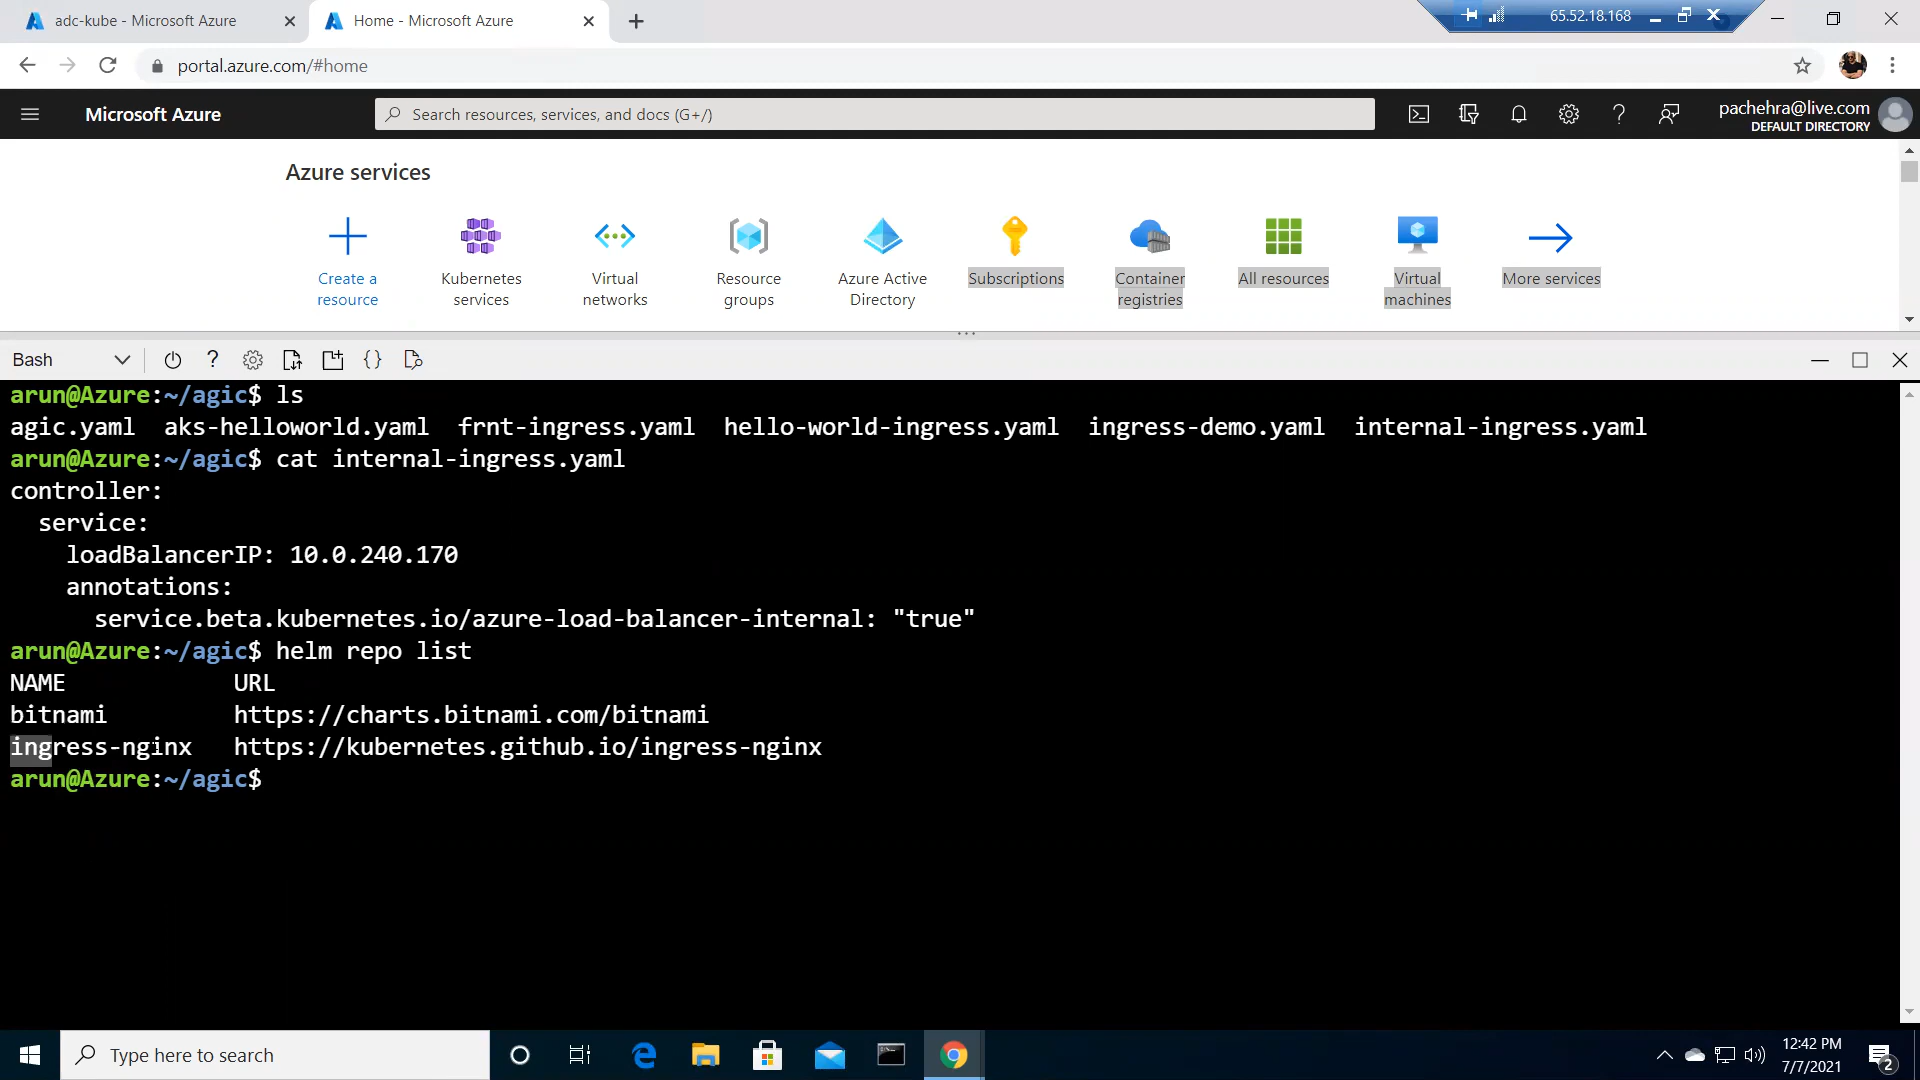 adc-kube - Microsoft Azure
Home - Microsoft Azure
65.52.18.168
portal.azure.com/#home
Microsoft Azure
Search resources, services, and docs (G+/)
pachehra@live.com
DEFAULT DIRECTORY
Azure services
Create a resource
Kubernetes services
Virtual networks
Resource groups
Azure Active Directory
Subscriptions
Container registries
All resources
Virtual machines
More services
Bash
arun@Azure:~/agic$ ls
agic.yaml  aks-helloworld.yaml  frnt-ingress.yaml  hello-world-ingress.yaml  ingress-demo.yaml  internal-ingress.yaml
arun@Azure:~/agic$ cat internal-ingress.yaml
controller:
  service:
    loadBalancerIP: 10.0.240.170
    annotations:
      service.beta.kubernetes.io/azure-load-balancer-internal: "true"
arun@Azure:~/agic$ helm repo list
NAME            URL
bitnami         https://charts.bitnami.com/bitnami
ingress-nginx   https://kubernetes.github.io/ingress-nginx
arun@Azure:~/agic$
Type here to search
12:42 PM
7/7/2021
2